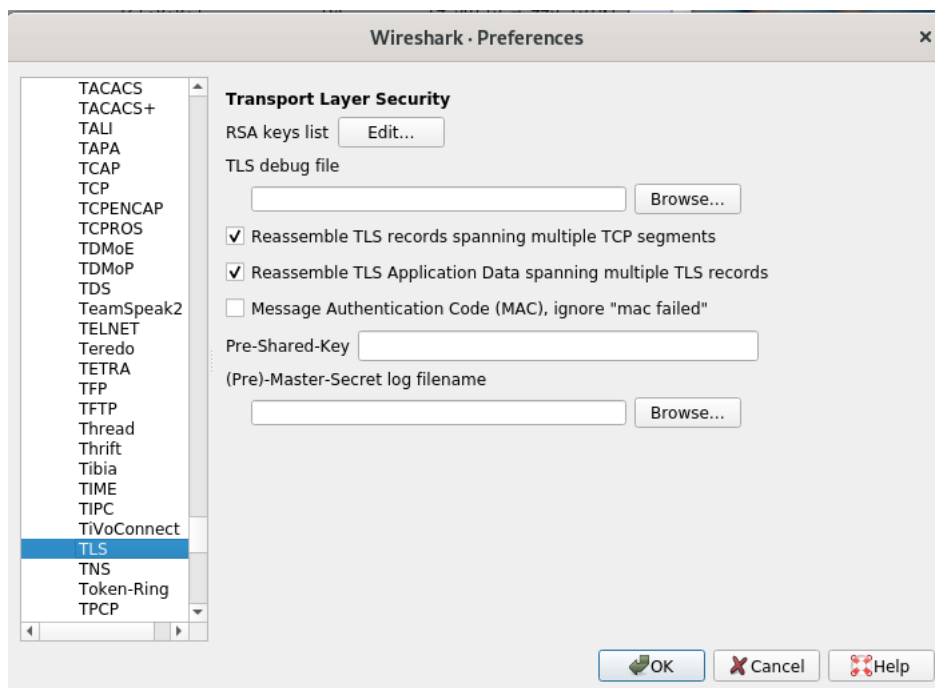 Wireshark · Preferences
×
TACACS
TACACS+
TALI
TAPA
TCAP
TCP
TCPENCAP
TCPROS
TDMoE
TDMoP
TDS
TeamSpeak2
TELNET
Teredo
TETRA
TFP
TFTP
Thread
Thrift
Tibia
TIME
TIPC
TiVoConnect
TLS
TNS
Token-Ring
TPCP
Transport Layer Security
RSA keys list Edit...
TLS debug file
Browse...
Reassemble TLS records spanning multiple TCP segments
Reassemble TLS Application Data spanning multiple TLS records
Message Authentication Code (MAC), ignore "mac failed"
Pre-Shared-Key
(Pre)-Master-Secret log filename
Browse...
OK Cancel Help